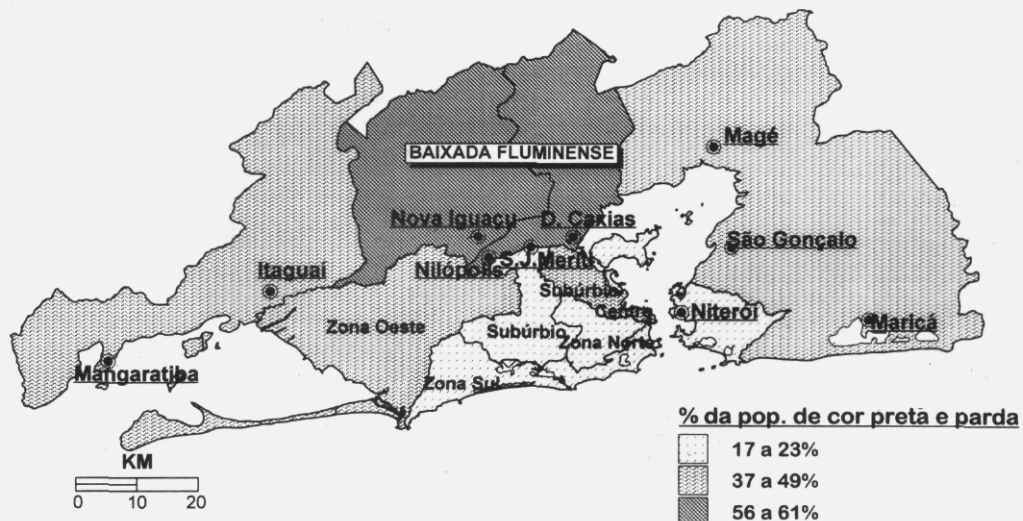 Magé
BAIXADA FLUMINENSE
Nova Iguaçu
D. Caxias
São Gonçalo
Itaguaí
Nilópolis
S.J.Meriti
Subúrbio
Centro
Niterói
Zona Oeste
Subúrbio
Zona Norte
Maricá
Mangaratiba
Zona Sul
% da pop. de cor preta e parda
17 a 23%
37 a 49%
56 a 61%
KM
0 10 20